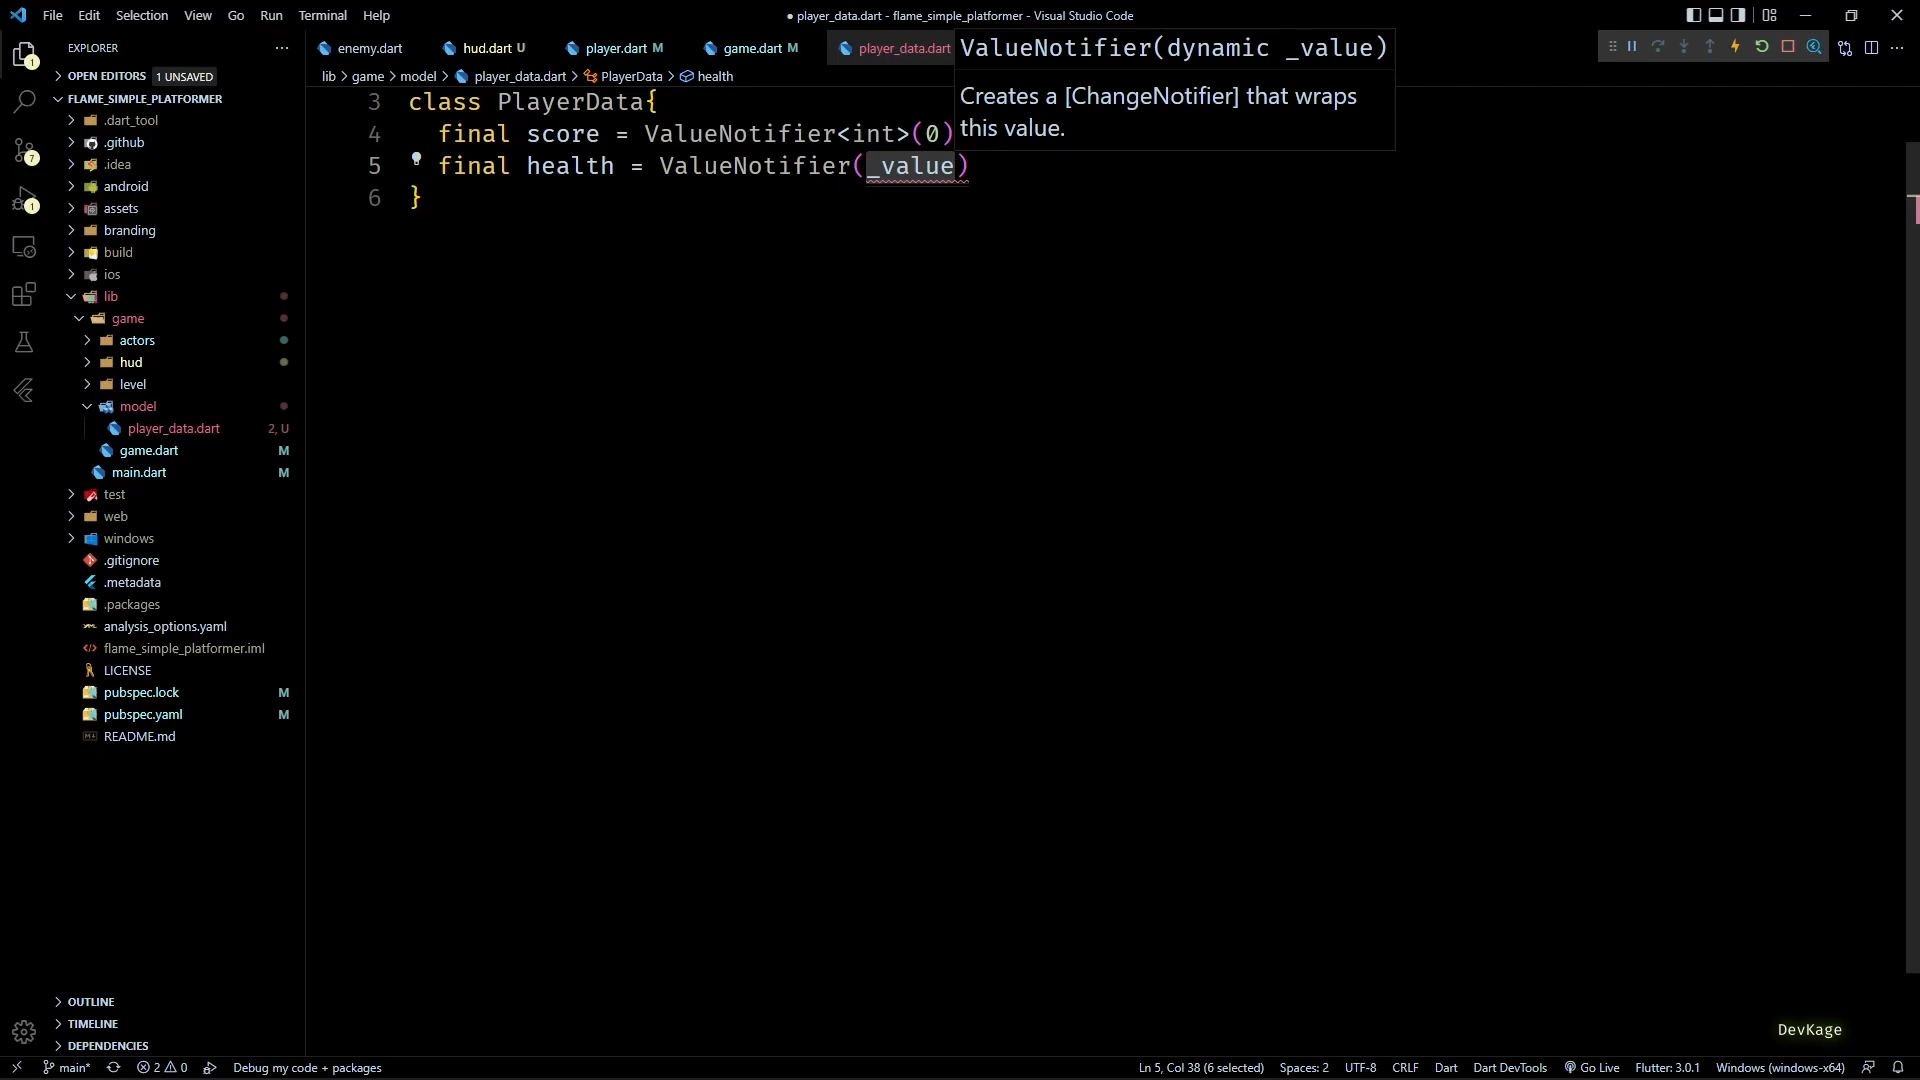 File Edit Selection View Go Run Terminal Help
● player_data.dart - flame_simple_platformer - Visual Studio Code
EXPLORER
OPEN EDITORS 1 UNSAVED
FLAME_SIMPLE_PLATFORMER
.dart_tool
.github
.idea
android
assets
branding
build
ios
lib
game
actors
hud
level
model
player_data.dart 2, U
game.dart M
main.dart M
test
web
windows
.gitignore
.metadata
.packages
analysis_options.yaml
flame_simple_platformer.iml
LICENSE
pubspec.lock M
pubspec.yaml M
README.md
OUTLINE
TIMELINE
DEPENDENCIES
1
7
1
enemy.dart hud.dart U player.dart M game.dart M player_data.dart
lib > game > model > player_data.dart > PlayerData > health
3 class PlayerData{
4 final score = ValueNotifier<int>(0)
5 final health = ValueNotifier(_value)
6 }
ValueNotifier(dynamic _value)
Creates a [ChangeNotifier] that wraps
this value.
DevKage
main* 2 0 Debug my code + packages Ln 5, Col 38 (6 selected) Spaces: 2 UTF-8 CRLF Dart Dart DevTools Go Live Flutter: 3.0.1 Windows (windows-x64)